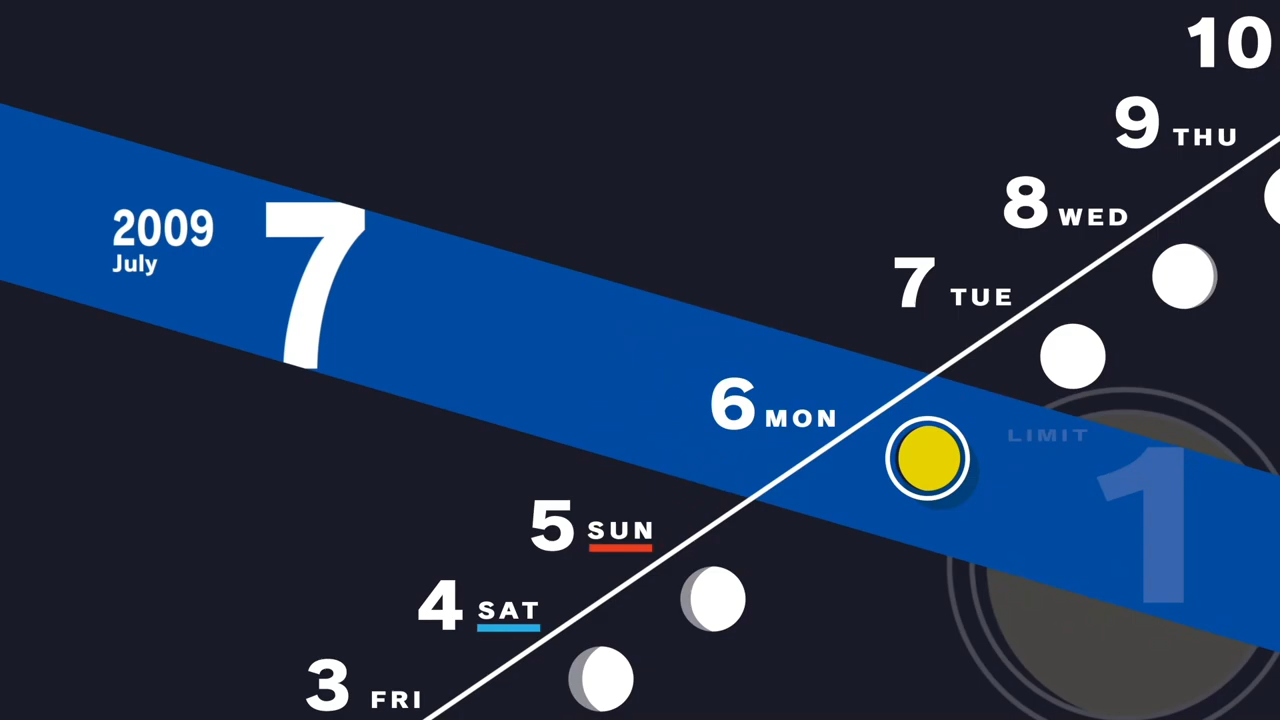 10
9 THU
8 WED
7 TUE
2009
July
7
6 MON
LIMIT
1
5 SUN
4 SAT
3 FRI